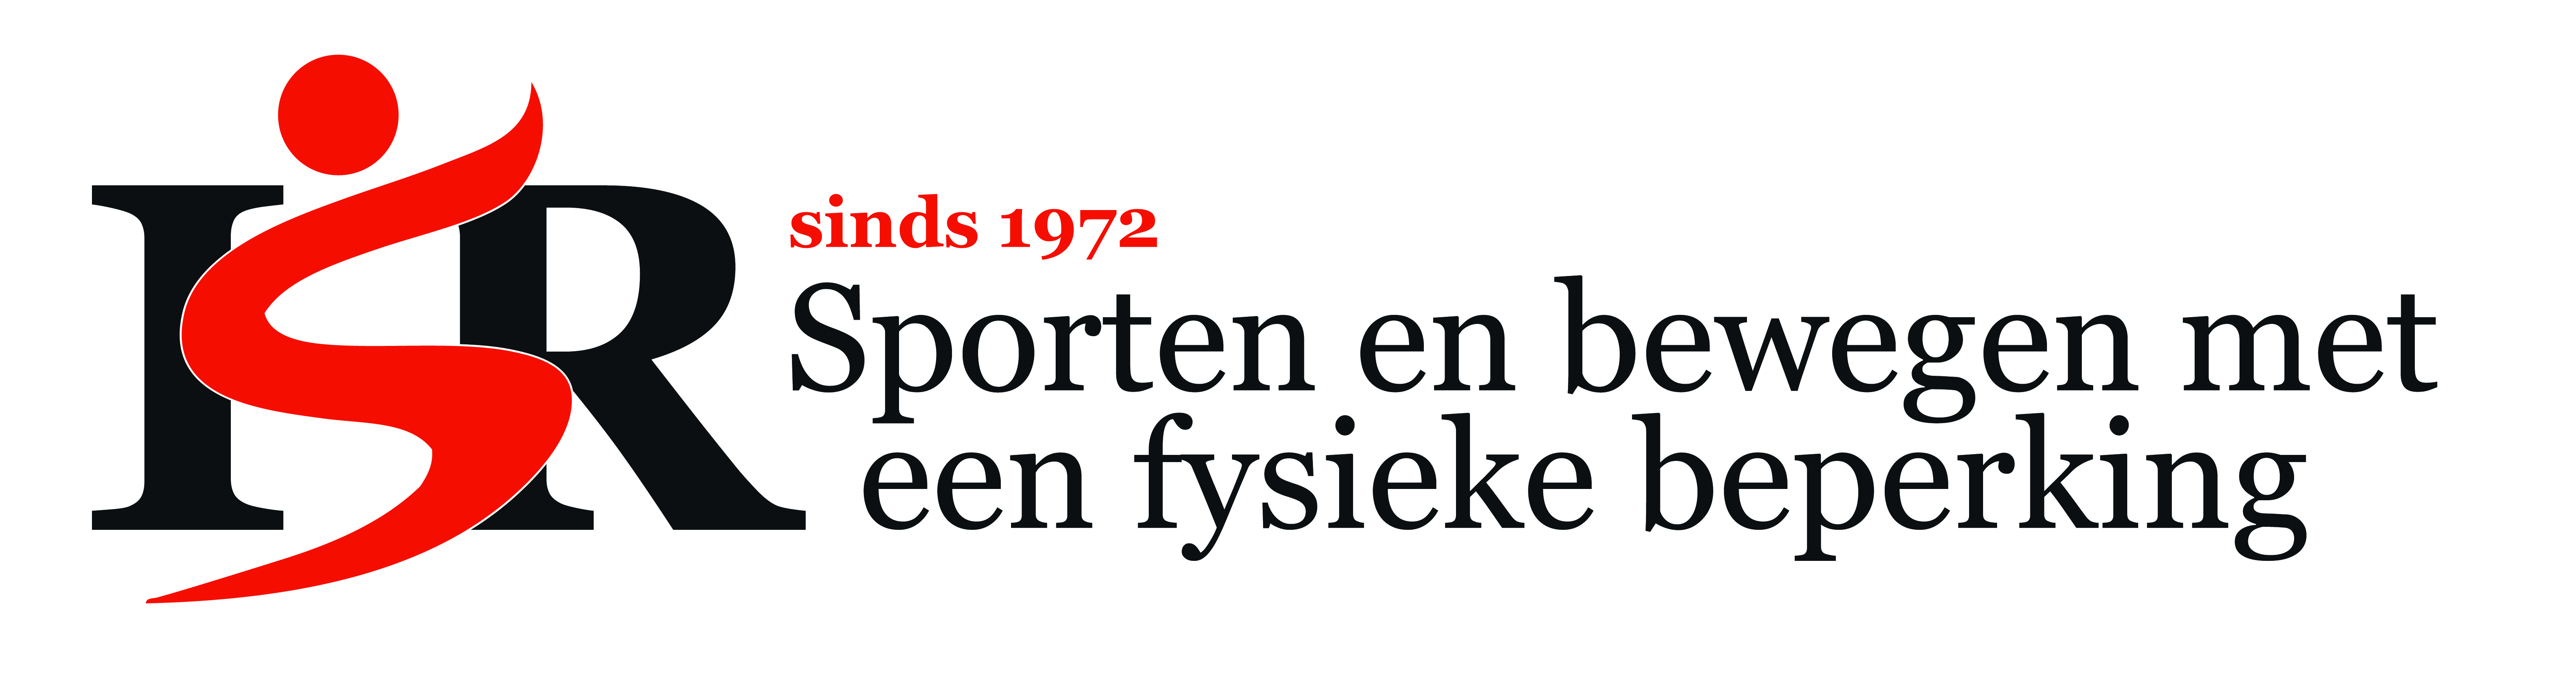 ISR
sinds 1972
Sporten en bewegen met
een fysieke beperking